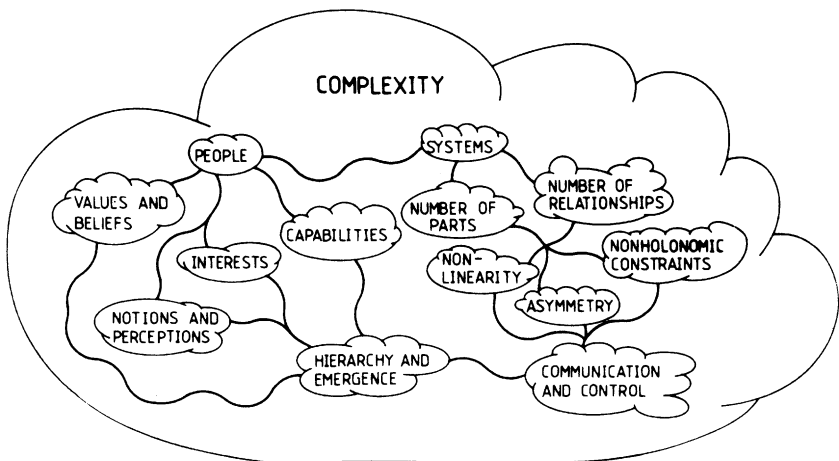 COMPLEXITY
PEOPLE
SYSTEMS
VALUES AND
BELIEFS
CAPABILITIES
NUMBER OF
PARTS
NUMBER OF
RELATIONSHIPS
INTERESTS
NON-
LINEARITY
NONHOLONOMIC
CONSTRAINTS
NOTIONS AND
PERCEPTIONS
ASYMMETRY
HIERARCHY AND
EMERGENCE
COMMUNICATION
AND CONTROL